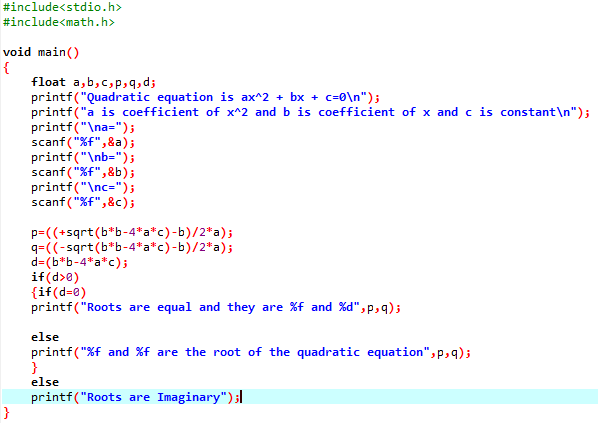 #include<stdio.h>
#include<math.h>
void main()
{
float a,b,c,p,q,d;
printf("Quadratic equation is ax^2 + bx + c=0\n");
printf("a is coefficient of x^2 and b is coefficient of x and c is constant\n");
printf("\na=");
scanf("%f",&a);
printf("\nb=");
scanf("%f",&b);
printf("\nc=");
scanf("%f",&c);
p=((+sqrt(b*b-4*a*c)-b)/2*a);
q=((-sqrt(b*b-4*a*c)-b)/2*a);
d=(b*b-4*a*c);
if(d>0)
{if(d=0)
printf("Roots are equal and they are %f and %d",p,q);
else
printf("%f and %f are the root of the quadratic equation",p,q);
}
else
printf("Roots are Imaginary");
}